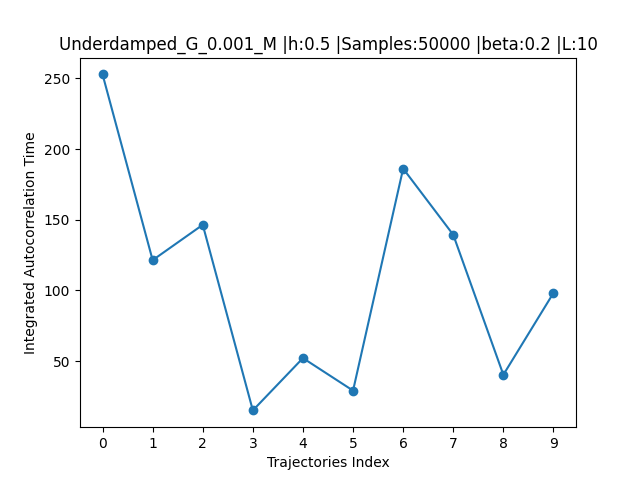 Underdamped_G_0.001_M |h:0.5 |Samples:50000 |beta:0.2 |L:10
Integrated Autocorrelation Time
250
200
150
100
50
0 1 2 3 4 5 6 7 8 9
Trajectories Index